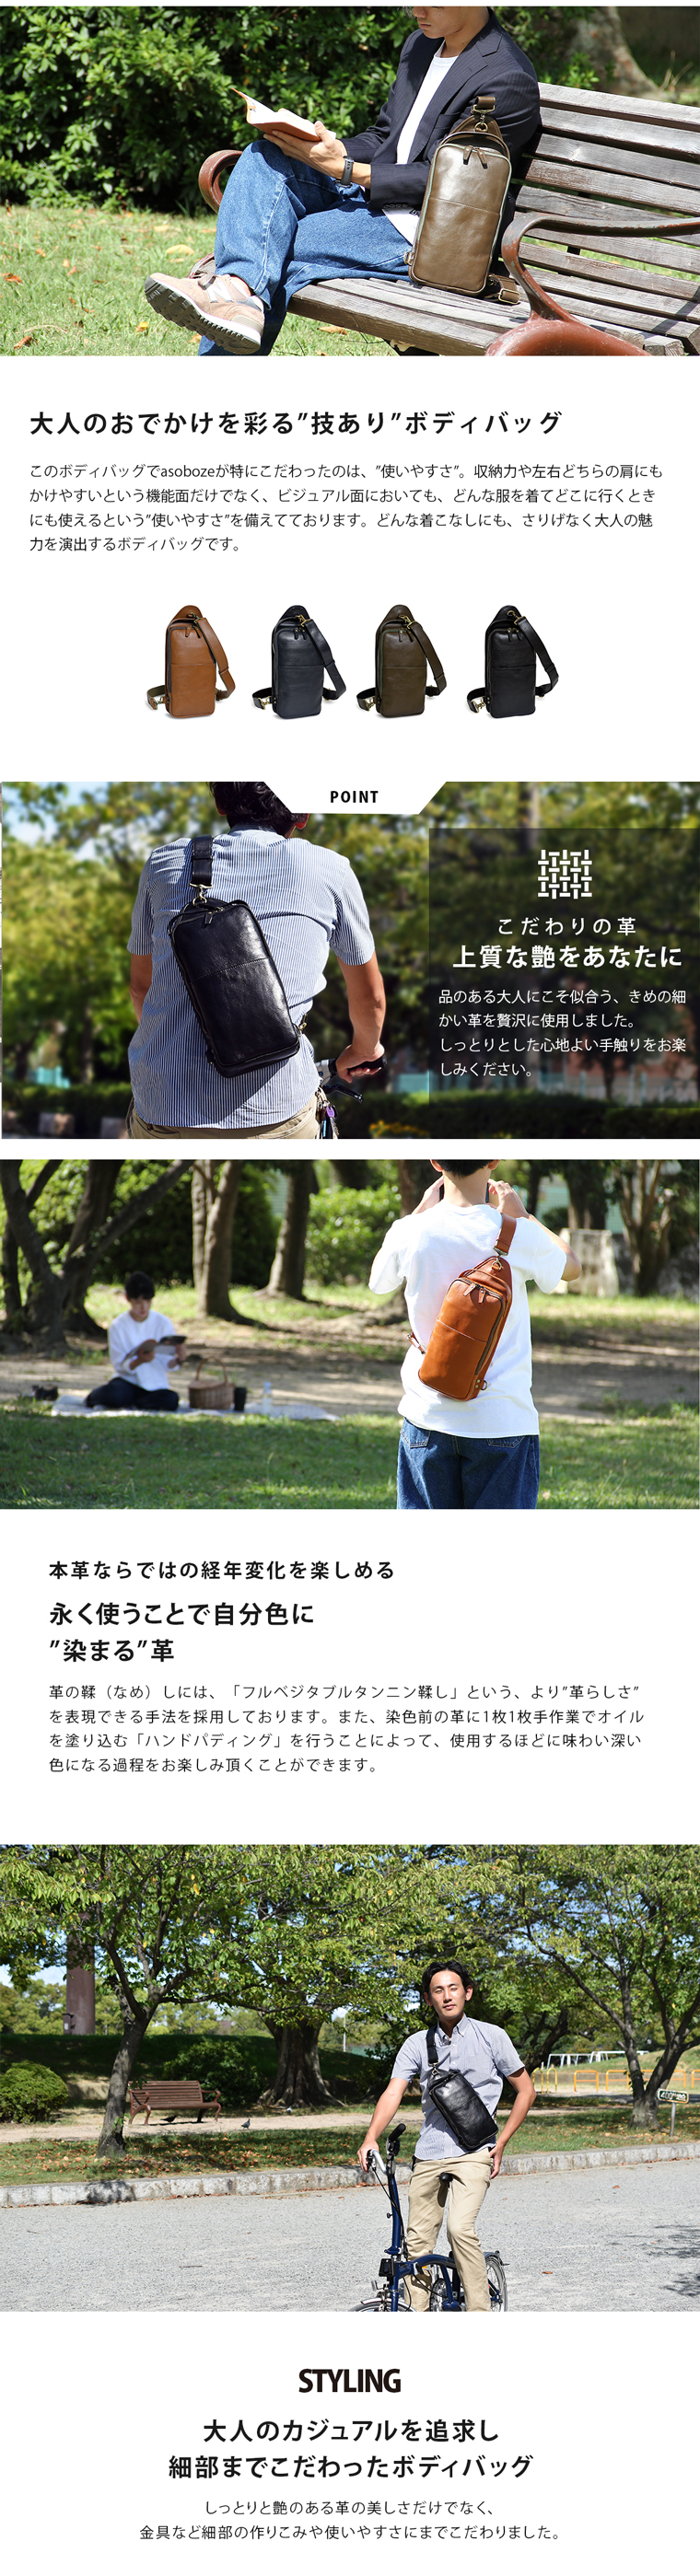 大人のおでかけを彩る”技あり”ボディバッグ
このボディバッグでasobozeが特にこだわったのは、”使いやすさ”。収納力や左右どちらの肩にも
かけやすいという機能面だけでなく、ビジュアル面においても、どんな服を着てどこに行くとき
にも使えるという”使いやすさ”を備えてております。どんな着こなしにも、さりげなく大人の魅
力を演出するボディバッグです。
POINT
こだわりの革
上質な艶をあなたに
品のある大人にこそ似合う、きめの細
かい革を贅沢に使用しました。
しっとりとした心地よい手触りをお楽
しみください。
本革ならではの経年変化を楽しめる
永く使うことで自分色に
”染まる”革
革の鞣（なめ）しには、「フルベジタブルタンニン鞣し」という、より”革らしさ”
を表現できる手法を採用しております。また、染色前の革に1枚1枚手作業でオイル
を塗り込む「ハンドパディング」を行うことによって、使用するほどに味わい深い
色になる過程をお楽しみ頂くことができます。
STYLING
大人のカジュアルを追求し
細部までこだわったボディバッグ
しっとりと艶のある革の美しさだけでなく、
金具など細部の作りこみや使いやすさにまでこだわりました。